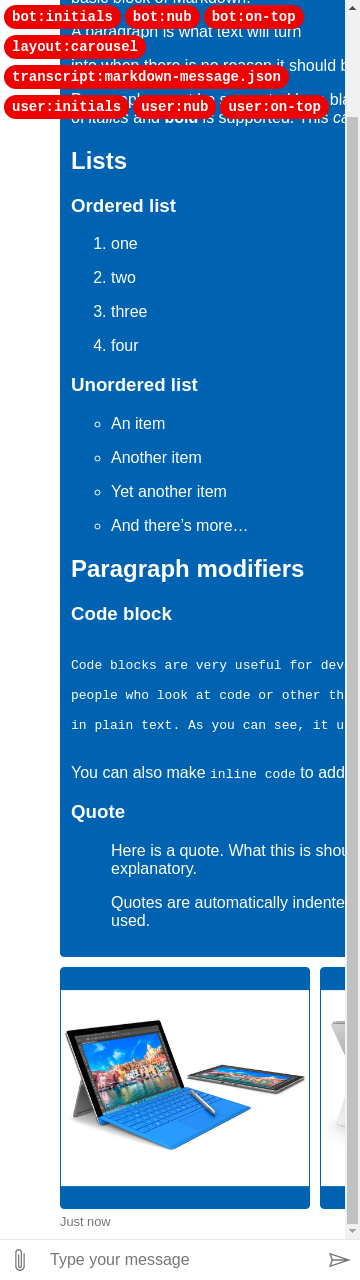 bot:initials bot:nub bot:on-top
layout:carousel
transcript:markdown-message.json
user:initials user:nub user:on-top
basic block of Markdown.
A paragraph is what text will turn
into when there is no reason it should
of italics and bold is supported. This
Lists
Ordered list
1. one
2. two
3. three
4. four
Unordered list
An item
Another item
Yet another item
And there's more…
Paragraph modifiers
Code block
Code blocks are very useful for dev
people who look at code or other th
in plain text. As you can see, it u
You can also make inline code to add
Quote
Here is a quote. What this is shou
explanatory.
Quotes are automatically indente
used.
Just now
Type your message